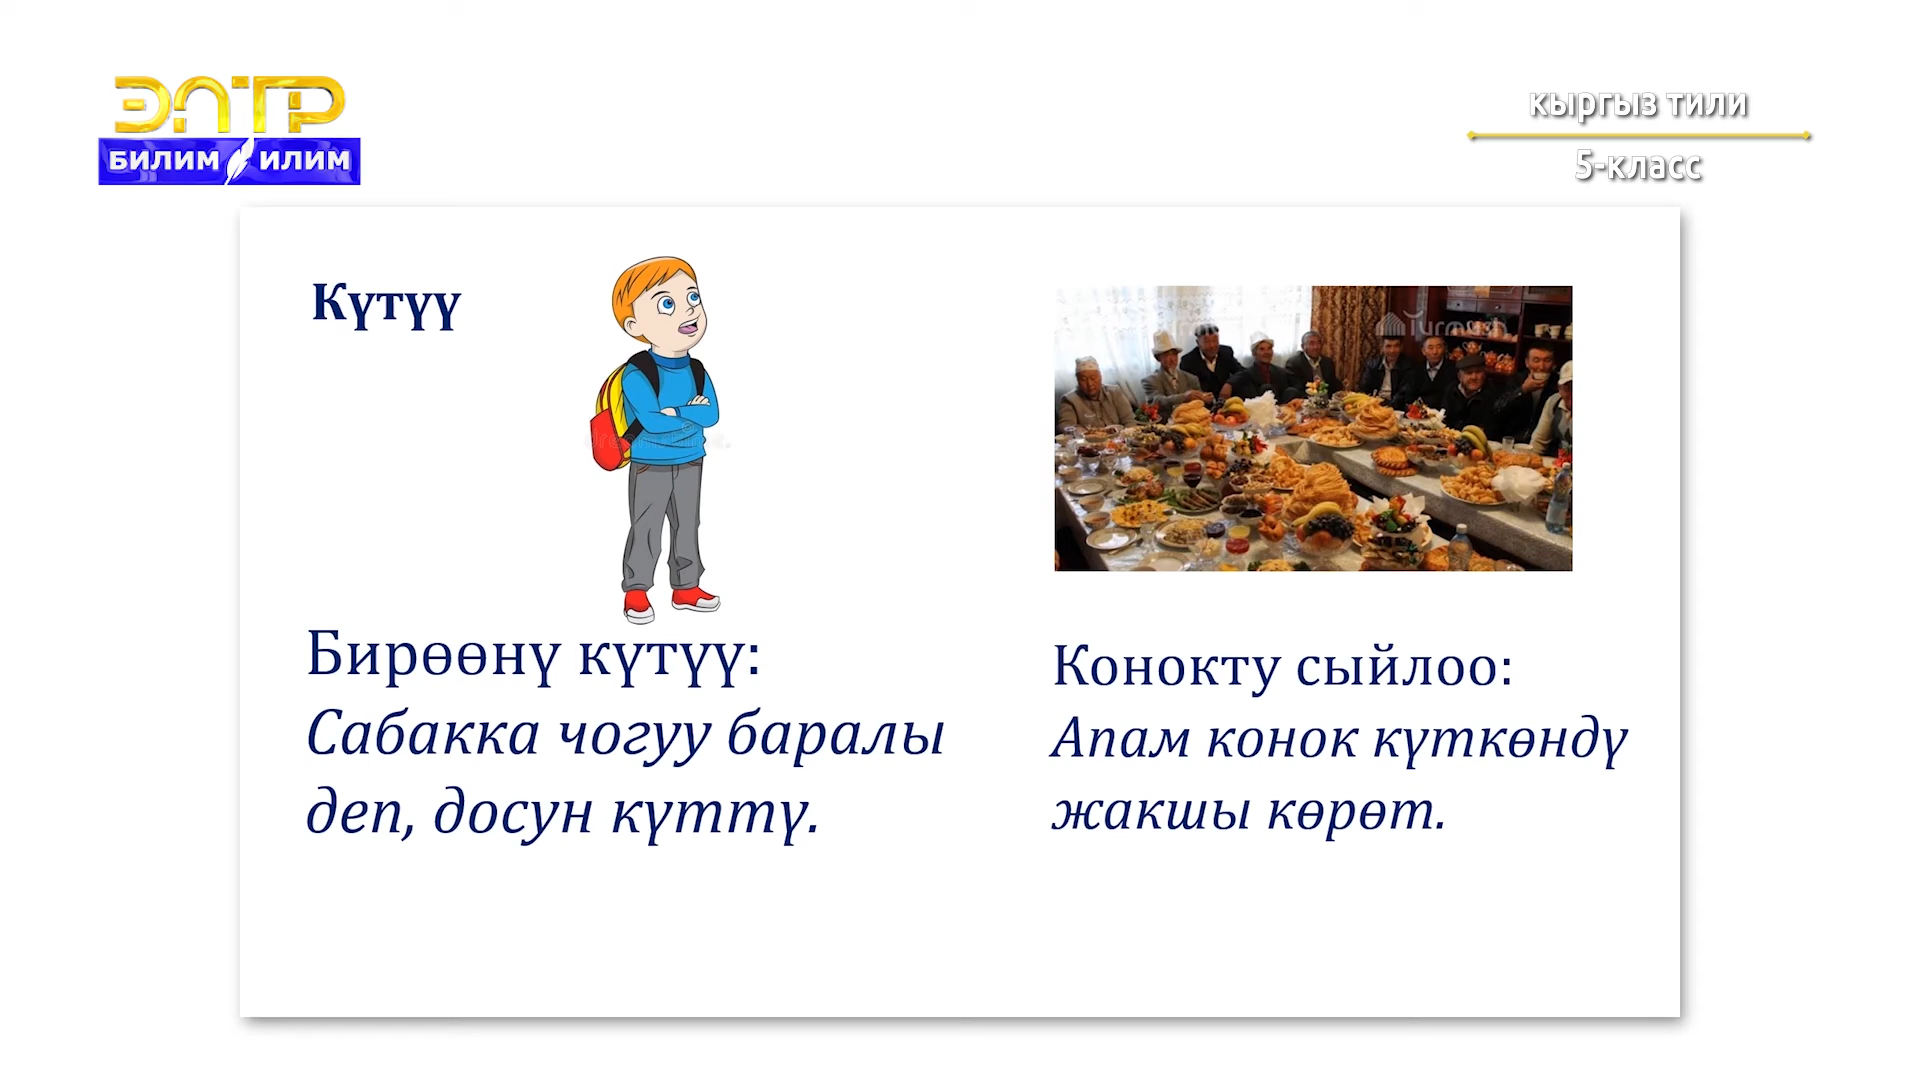 ЭЛТР
БИЛИМ ИЛИМ
кыргыз тили
5-класс
Күтүү
Turmush
Бирөөнү күтүү:
Сабакка чогуу баралы
деп, досун күттү.
Конокту сыйлоо:
Апам конок күткөндү
жакшы көрөт.